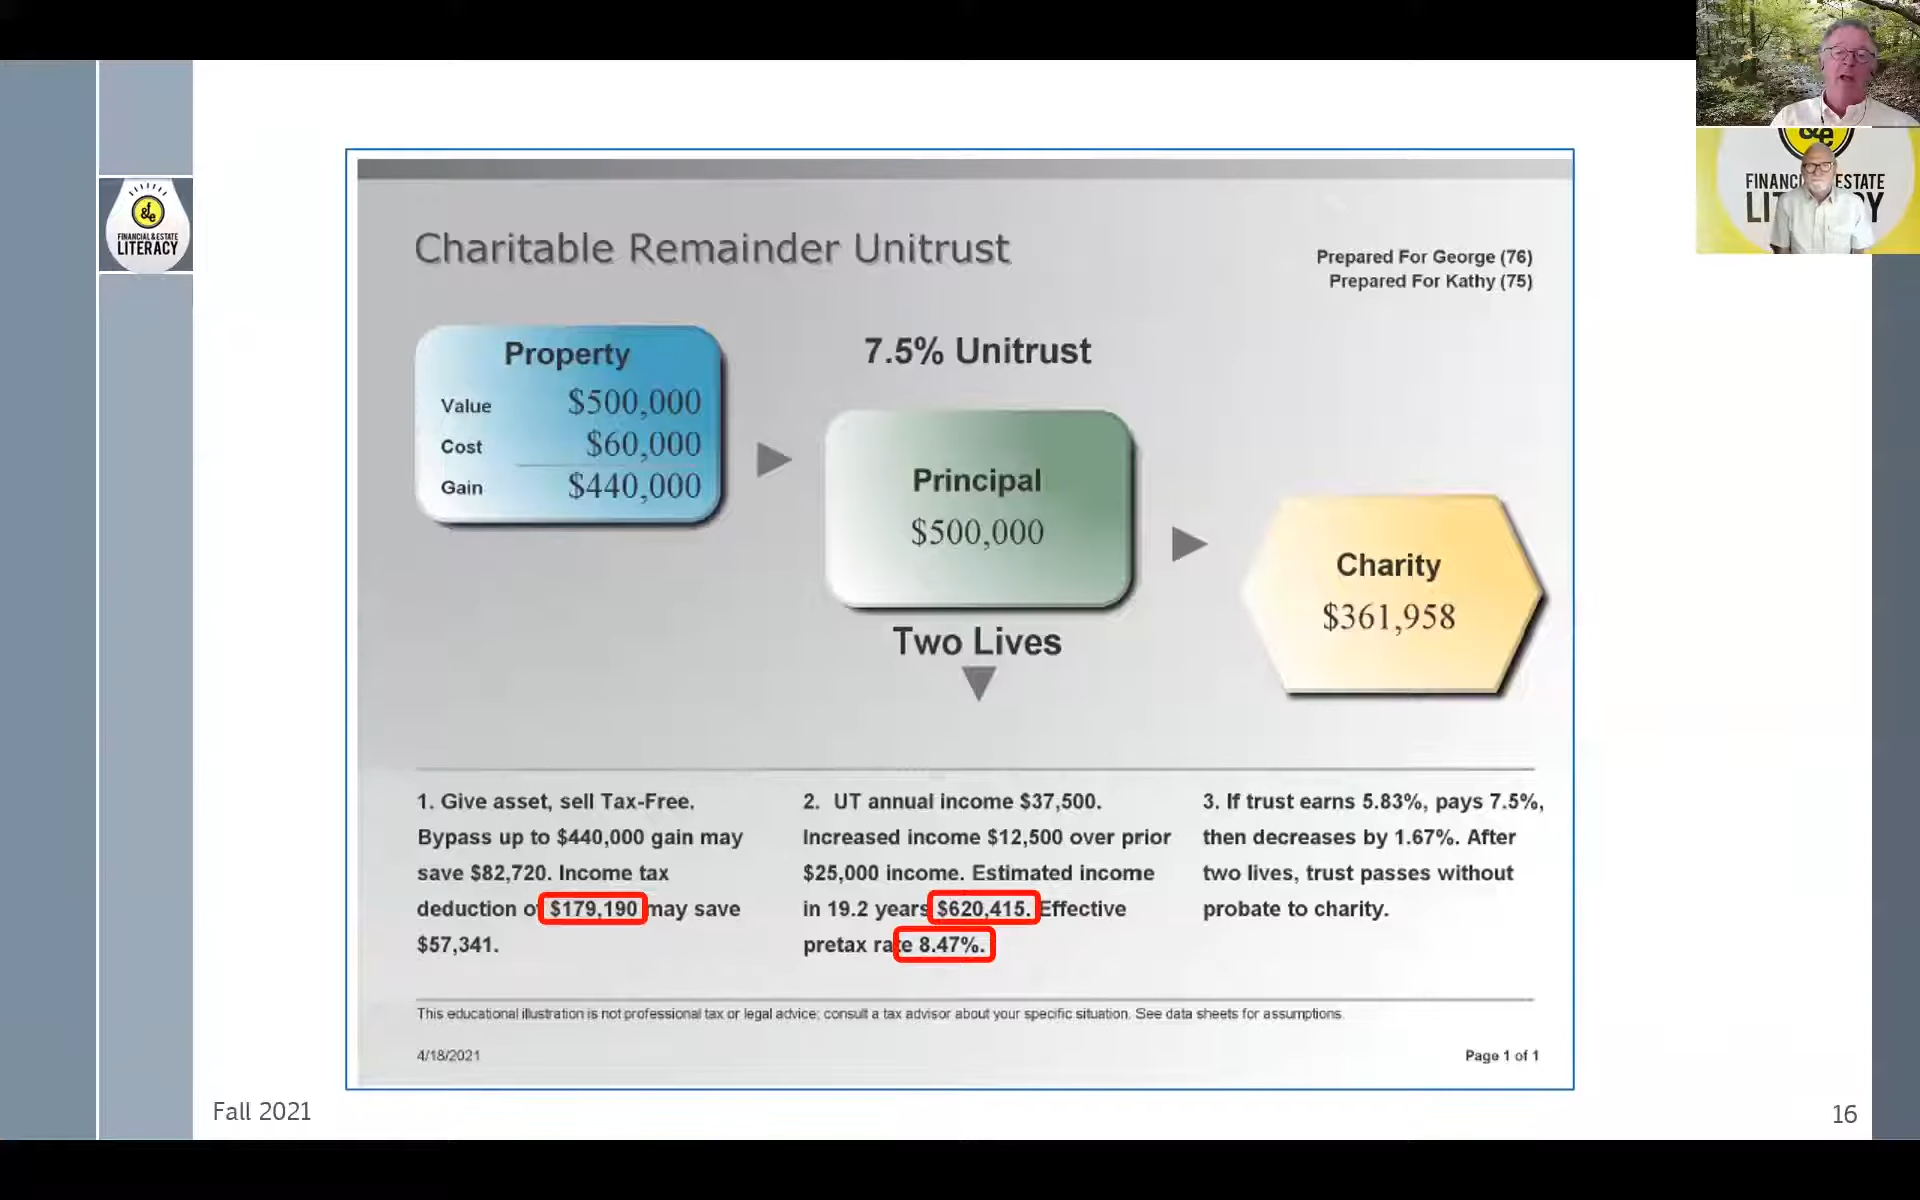 &fe
FINANCIAL & ESTATE
LITERACY
Charitable Remainder Unitrust
Prepared For George (76)
Prepared For Kathy (75)
Property
Value $500,000
Cost $60,000
Gain $440,000
7.5% Unitrust
Principal
$500,000
Two Lives
Charity
$361,958
1. Give asset, sell Tax-Free.
Bypass up to $440,000 gain may
save $82,720. Income tax
deduction of $179,190 may save
$57,341.
2. UT annual income $37,500.
Increased income $12,500 over prior
$25,000 income. Estimated income
in 19.2 years $620,415. Effective
pretax rate 8.47%.
3. If trust earns 5.83%, pays 7.5%,
then decreases by 1.67%. After
two lives, trust passes without
probate to charity.
This educational illustration is not professional tax or legal advice; consult a tax advisor about your specific situation. See data sheets for assumptions.
4/18/2021
Page 1 of 1
Fall 2021
16
&e
FINANCI ESTATE
LIT Y